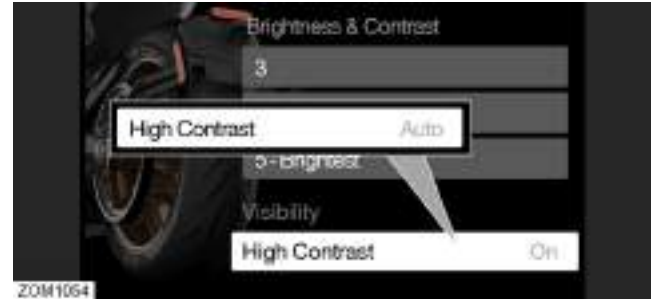 Brightness & Contrast
3
High Contrast Auto
5 - Brightest
Visibility
High Contrast On
ZOM1054